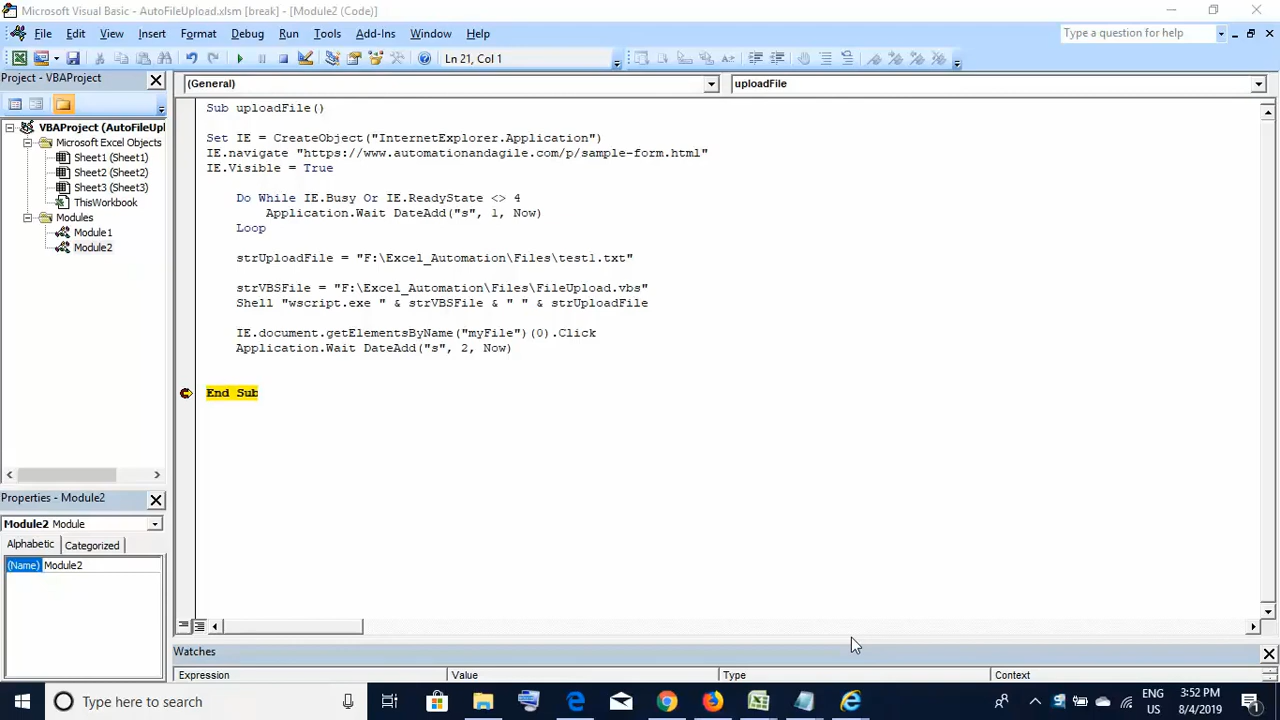 Microsoft Visual Basic - AutoFileUpload.xlsm [break] - [Module2 (Code)]
File Edit View Insert Format Debug Run Tools Add-Ins Window Help
Type a question for help
Ln 21, Col 1
Project - VBAProject
(General)
uploadFile
VBAProject (AutoFileUpl
Microsoft Excel Objects
Sheet1 (Sheet1)
Sheet2 (Sheet2)
Sheet3 (Sheet3)
ThisWorkbook
Modules
Module1
Module2
Sub uploadFile()
Set IE = CreateObject("InternetExplorer.Application")
IE.navigate "https://www.automationandagile.com/p/sample-form.html"
IE.Visible = True
Do While IE.Busy Or IE.ReadyState <> 4
Application.Wait DateAdd("s", 1, Now)
Loop
strUploadFile = "F:\Excel_Automation\Files\test1.txt"
strVBSFile = "F:\Excel_Automation\Files\FileUpload.vbs"
Shell "wscript.exe " & strVBSFile & " " & strUploadFile
IE.document.getElementsByName("myFile")(0).Click
Application.Wait DateAdd("s", 2, Now)
End Sub
Properties - Module2
Module2 Module
Alphabetic Categorized
(Name) Module2
Watches
Expression Value Type Context
Type here to search
ENG
US
3:52 PM
8/4/2019
1